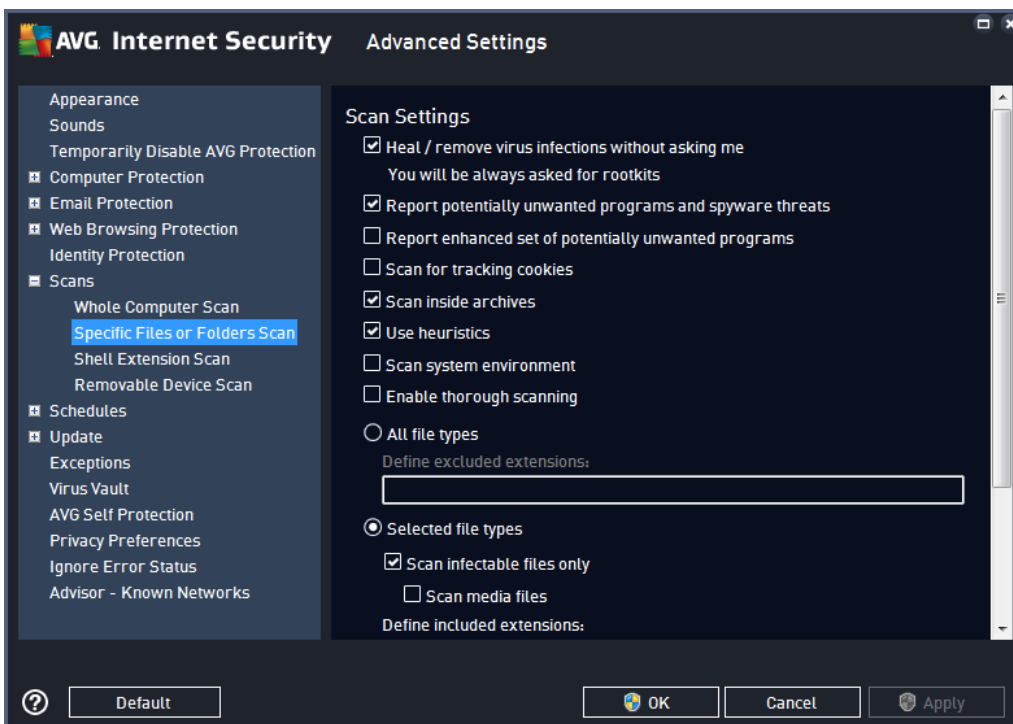 AVG. Internet Security Advanced Settings
Appearance
Sounds
Temporarily Disable AVG Protection
Computer Protection
Email Protection
Web Browsing Protection
Identity Protection
Scans
Whole Computer Scan
Specific Files or Folders Scan
Shell Extension Scan
Removable Device Scan
Schedules
Update
Exceptions
Virus Vault
AVG Self Protection
Privacy Preferences
Ignore Error Status
Advisor - Known Networks
Scan Settings
Heal / remove virus infections without asking me
You will be always asked for rootkits
Report potentially unwanted programs and spyware threats
Report enhanced set of potentially unwanted programs
Scan for tracking cookies
Scan inside archives
Use heuristics
Scan system environment
Enable thorough scanning
All file types
Define excluded extensions:
Selected file types
Scan infectable files only
Scan media files
Define included extensions:
? Default OK Cancel Apply